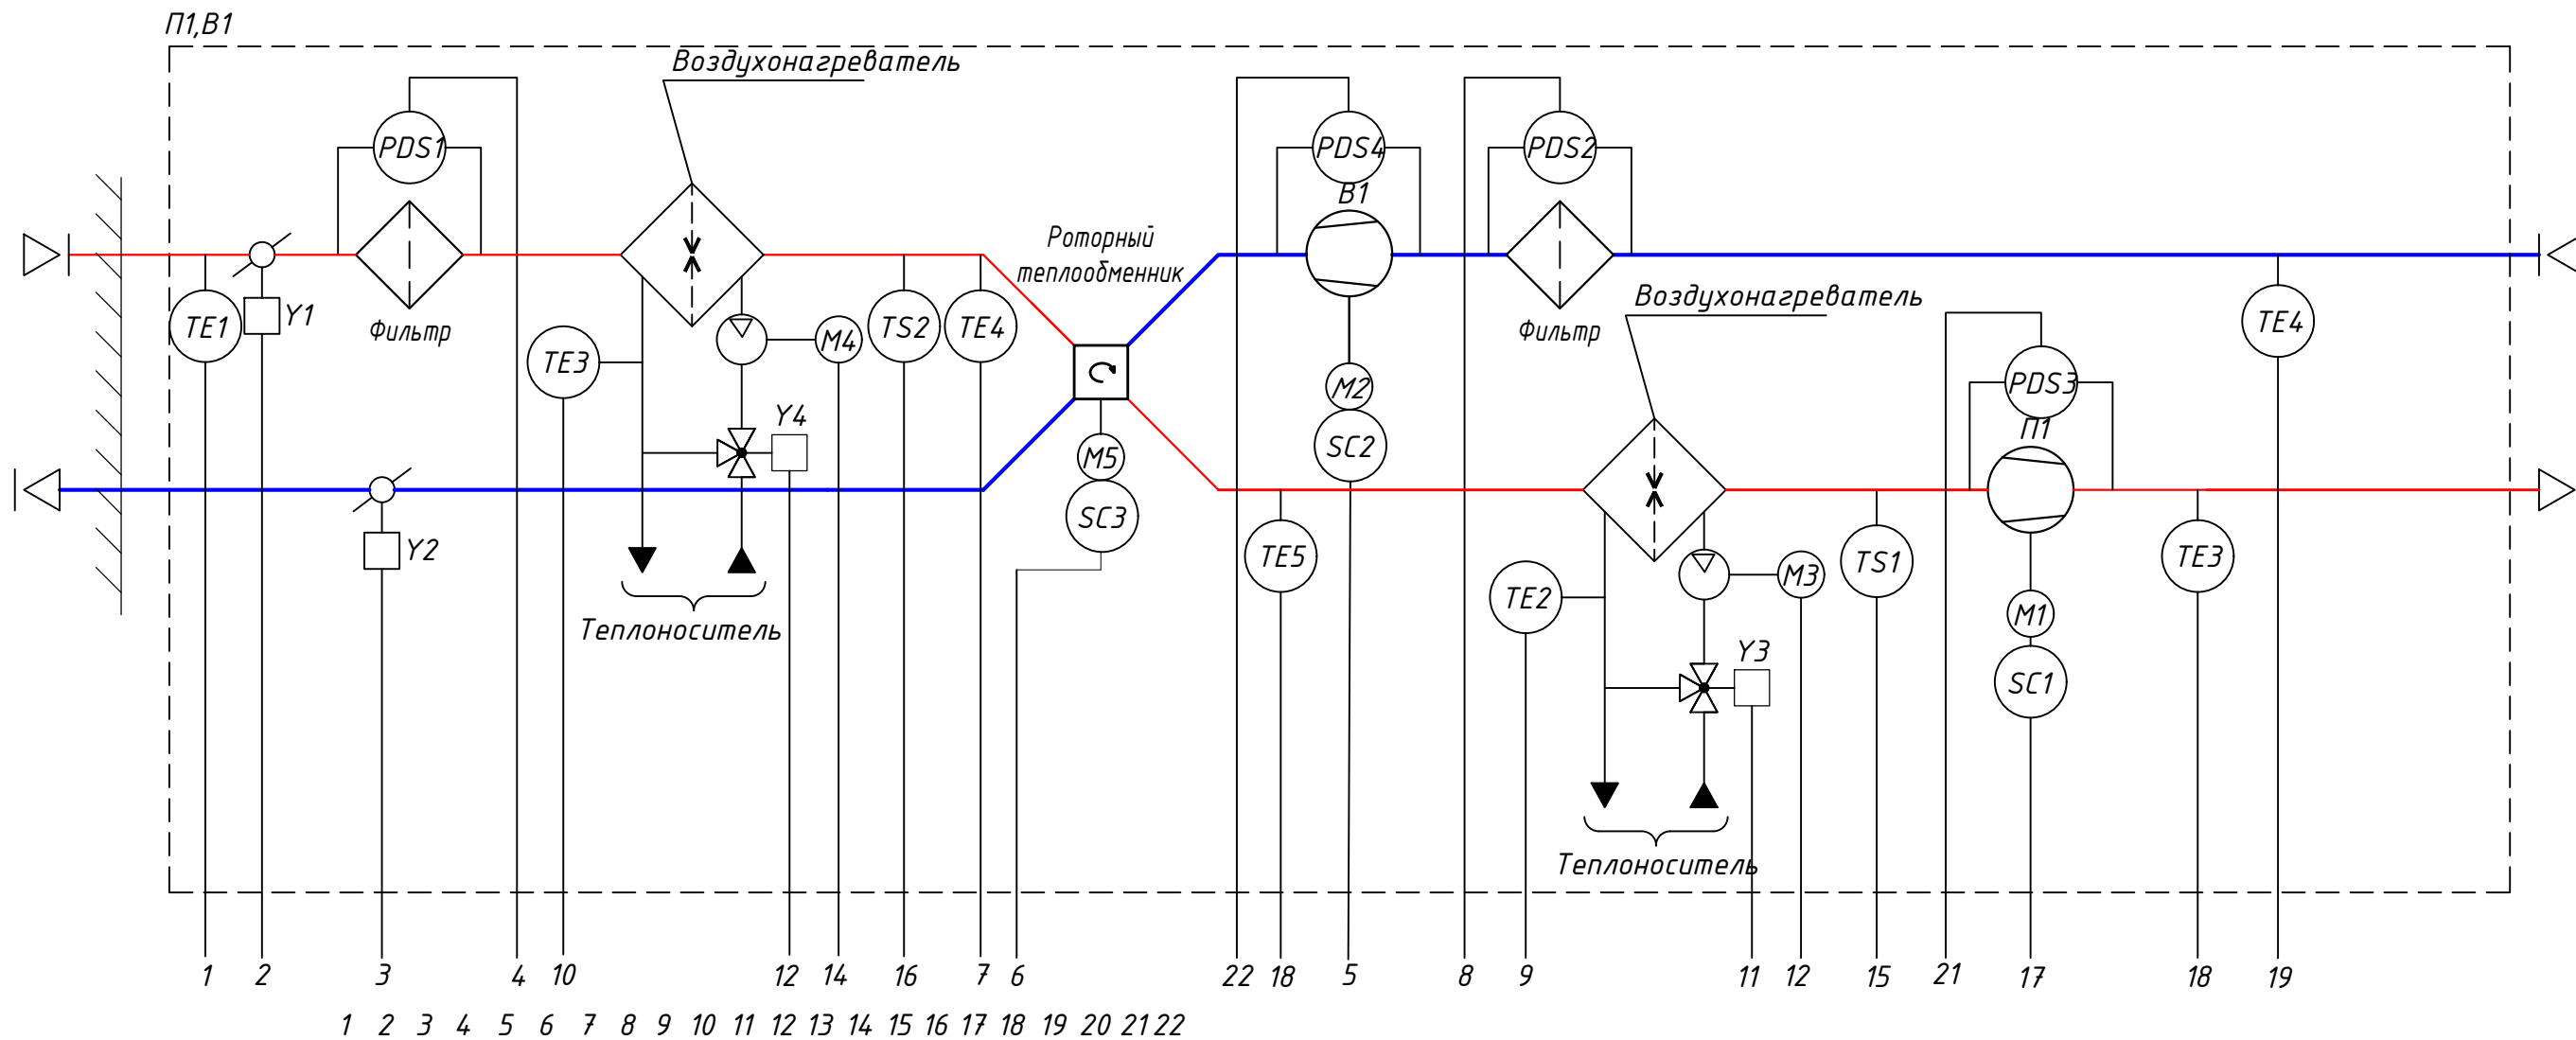 П1,В1
Воздухонагреватель
PDS1
PDS4
PDS2
В1
Роторный
теплообменник
Воздухонагреватель
TE1
Y1
Фильтр
TE3
M4
TS2
TE4
Фильтр
TE4
M2
PDS3
Y4
SC2
П1
M5
SC3
Y2
TE5
TE2
M3
TS1
TE3
Теплоноситель
M1
Y3
SC1
Теплоноситель
1 2 3 4 10 12 14 16 7 6 22 18 5 8 9 11 12 15 21 17 18 19
1 2 3 4 5 6 7 8 9 10 11 12 13 14 15 16 17 18 19 20 21 22